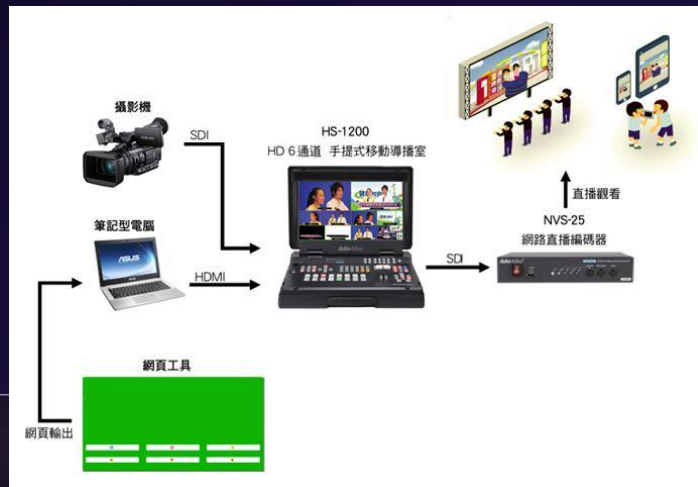 攝影機
SDI
HS-1200
HD 6 通道 手提式移動導播室
直播觀看
NVS-25
網路直播編碼器
筆記型電腦
ASUS
HDMI
SDI
datavideo
網頁工具
網頁輸出